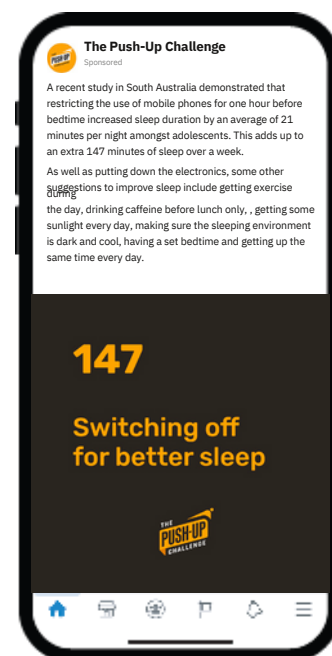 The Push-Up Challenge
Sponsored
A recent study in South Australia demonstrated that
restricting the use of mobile phones for one hour before
bedtime increased sleep duration by an average of 21
minutes per night amongst adolescents. This adds up to
an extra 147 minutes of sleep over a week.
As well as putting down the electronics, some other
suggestions to improve sleep include getting exercise
during
the day, drinking caffeine before lunch only, , getting some
sunlight every day, making sure the sleeping environment
is dark and cool, having a set bedtime and getting up the
same time every day.
147
Switching off
for better sleep
THE
PUSH-UP
CHALLENGE